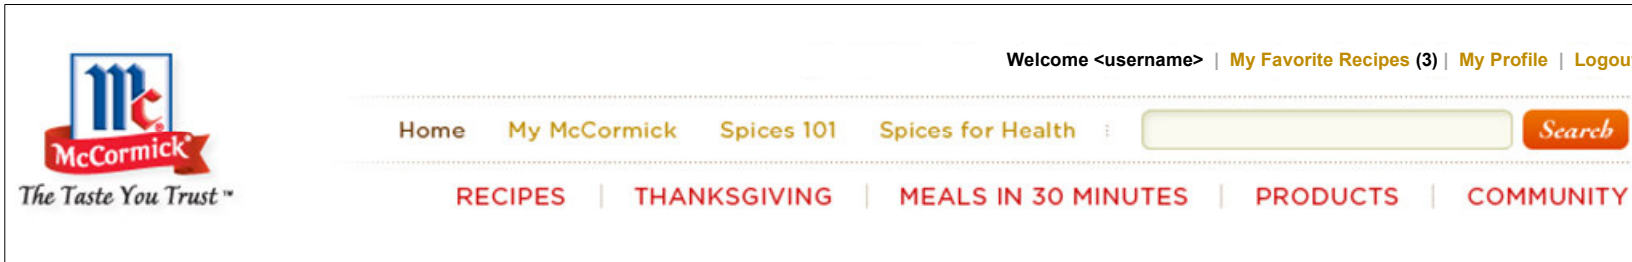 Welcome <username> | My Favorite Recipes (3) | My Profile | Logout
Mc
McCormick®
The Taste You Trust™
Home My McCormick Spices 101 Spices for Health Search
RECIPES | THANKSGIVING | MEALS IN 30 MINUTES | PRODUCTS | COMMUNITY